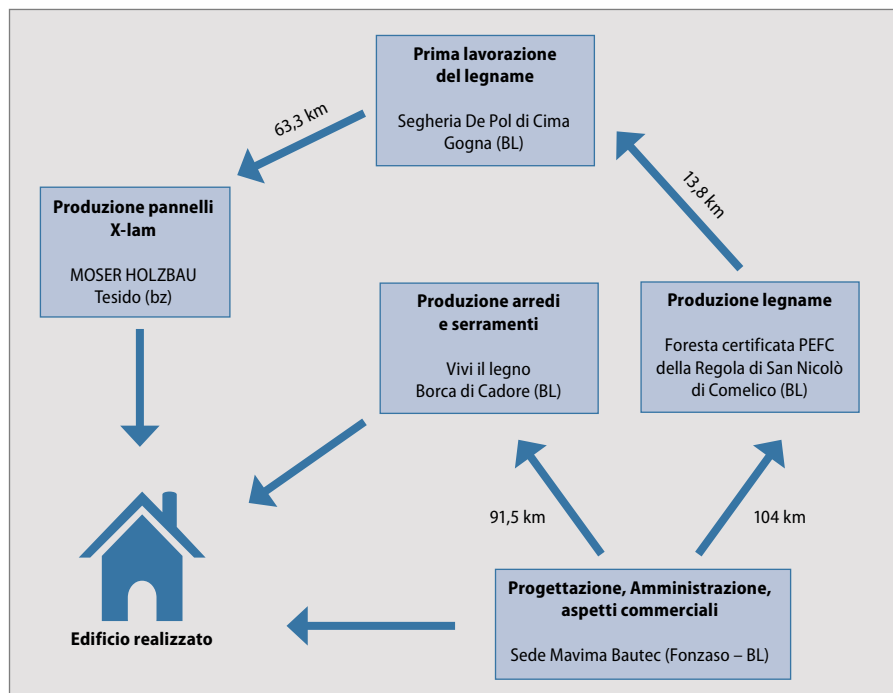 Prima lavorazione
del legname
Segheria De Pol di Cima
Gogna (BL)
63,3 km
13,8 km
Produzione pannelli
X-lam
MOSER HOLZBAU
Tesido (bz)
Produzione arredi
e serramenti
Vivi il legno
Borca di Cadore (BL)
Produzione legname
Foresta certificata PEFC
della Regola di San Nicolò
di Comelico (BL)
91,5 km
104 km
Edificio realizzato
Progettazione, Amministrazione,
aspetti commerciali
Sede Mavima Bautec (Fonzaso – BL)